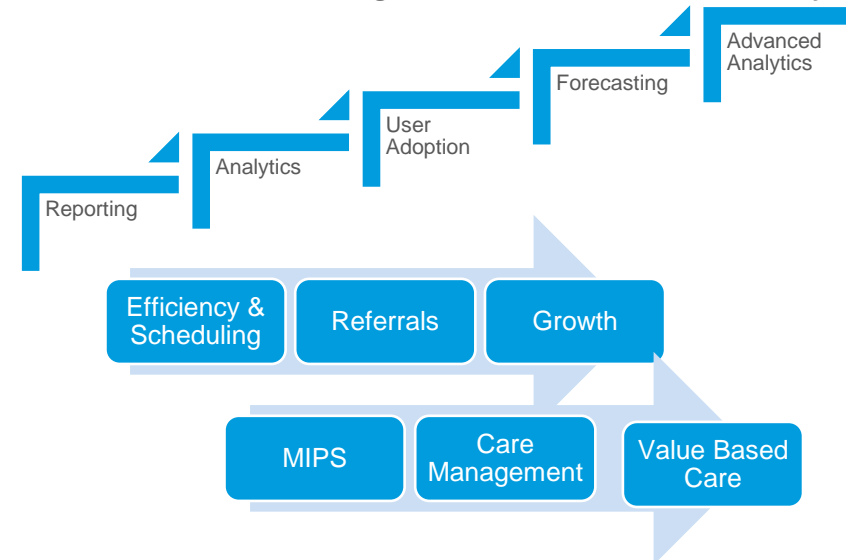 Advanced
Analytics
Forecasting
User
Adoption
Analytics
Reporting
Efficiency &
Scheduling
Referrals
Growth
MIPS
Care
Management
Value Based
Care